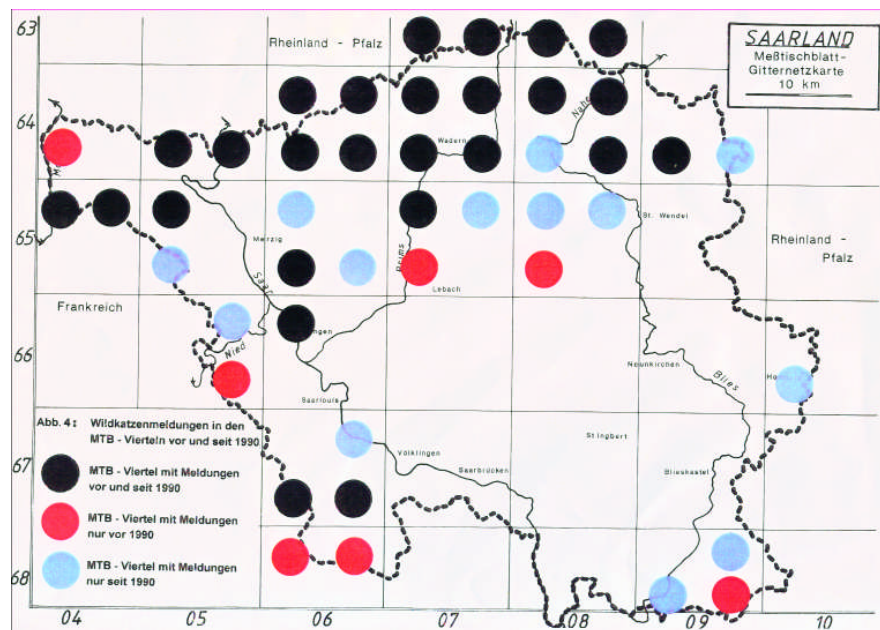 63
64
65
66
67
68
04
05
06
07
08
09
10
SAARLAND
Meßtischblatt-
Gitternetzkarte
10 km
Rheinland - Pfalz
Nahe
Wadern
Merzig
St. Wendel
Rheinland -
Pfalz
Prims
Saar
Lebach
Frankreich
Nied
Neunkirchen
Blies
Saarlouis
St Ingbert
Völklingen
Saarbrücken
Blieskastel
Abb. 4: Wildkatzenmeldungen in den
MTB - Vierteln vor und seit 1990
MTB - Viertel mit Meldungen
vor und seit 1990
MTB - Viertel mit Meldungen
nur vor 1990
MTB - Viertel mit Meldungen
nur seit 1990